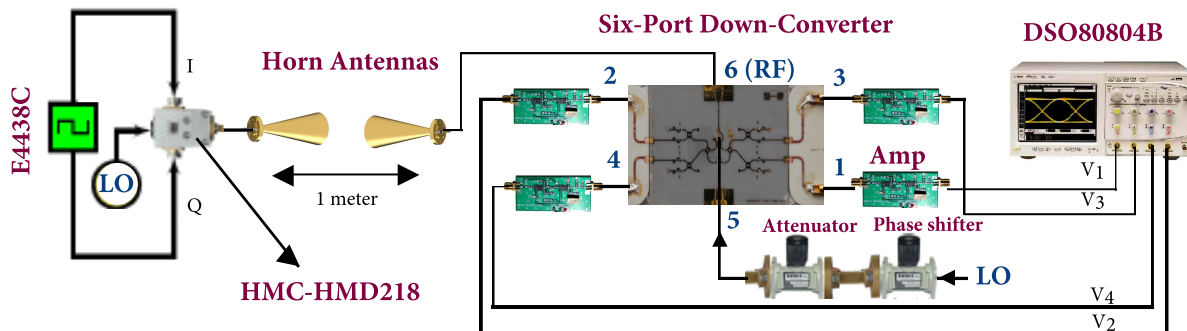 Six-Port Down-Converter
DSO80804B
Horn Antennas
I
2
6 (RF)
3
E4438C
LO
4
Amp
1
V1
1 meter
V3
Q
5
Attenuator
Phase shifter
LO
HMC-HMD218
V4
V2